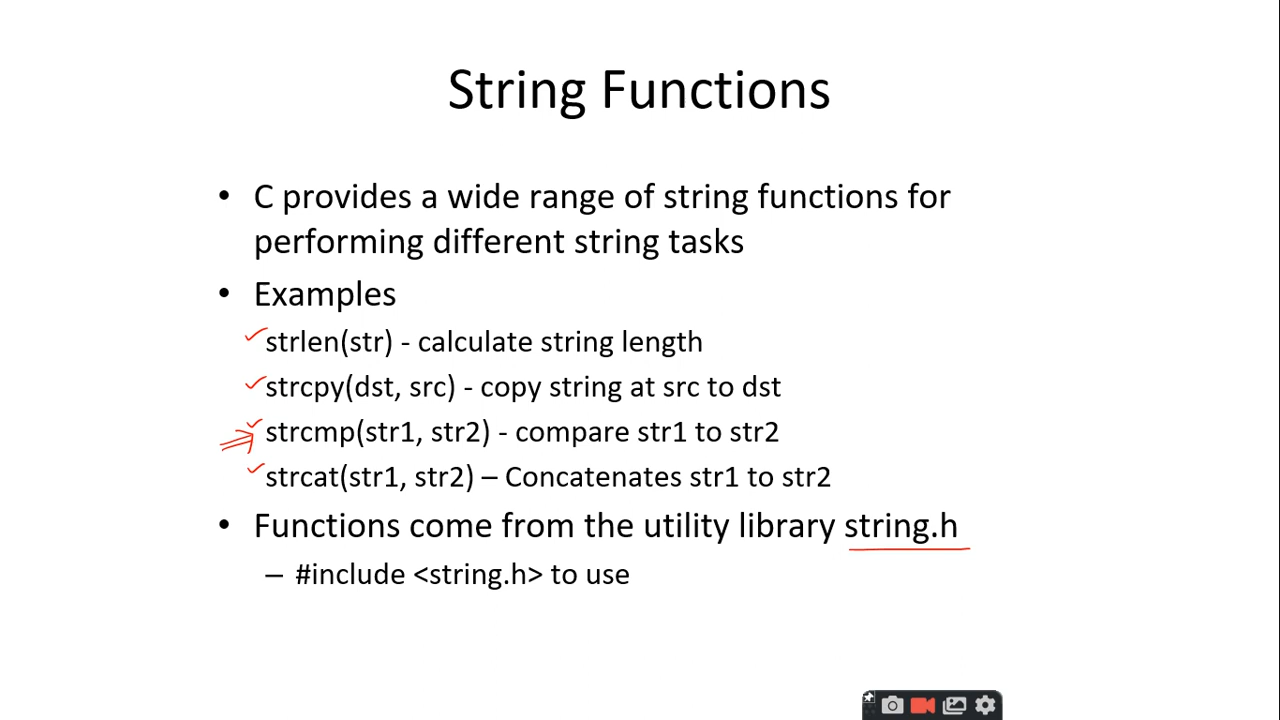 String Functions
• C provides a wide range of string functions for
performing different string tasks
• Examples
strlen(str) - calculate string length
strcpy(dst, src) - copy string at src to dst
strcmp(str1, str2) - compare str1 to str2
strcat(str1, str2) – Concatenates str1 to str2
• Functions come from the utility library string.h
– #include <string.h> to use